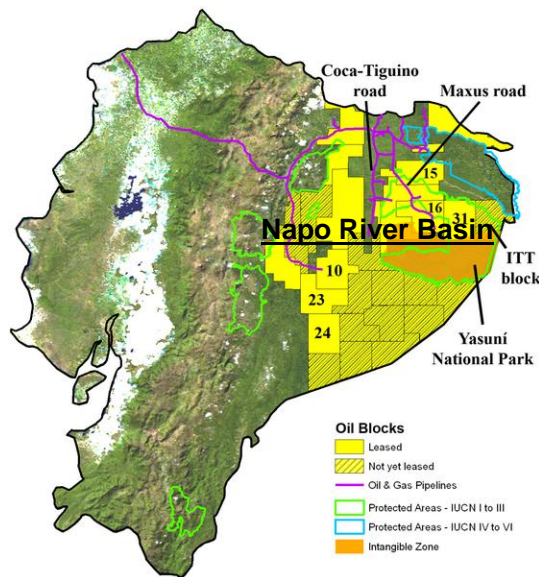 Coca-Tiguino
road
Maxus road
15
16
31
Napo River Basin
ITT
block
10
23
24
Yasuní
National Park
Oil Blocks
Leased
Not yet leased
Oil & Gas Pipelines
Protected Areas - IUCN I to III
Protected Areas - IUCN IV to VI
Intangible Zone